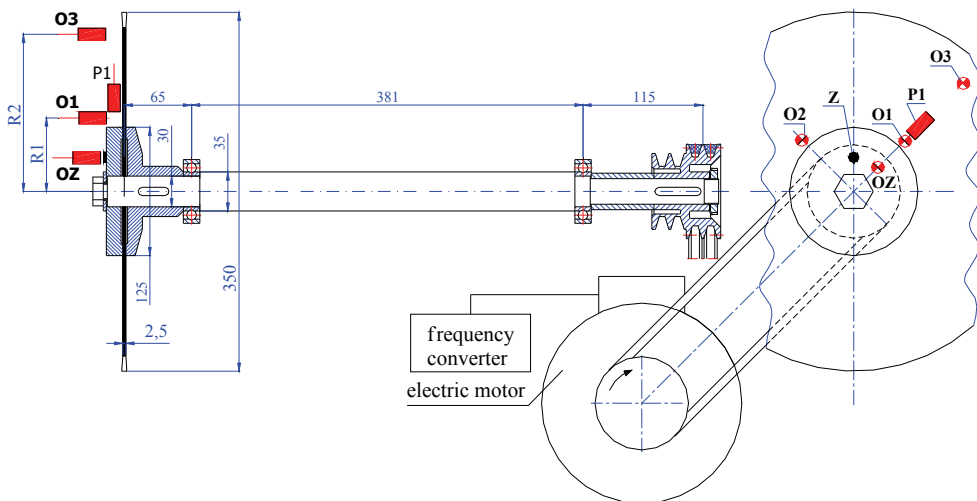 O3
P1
O1
OZ
R2
R1
65
381
115
30
35
125
350
2,5
O3
P1
O2
Z
O1
OZ
frequency
converter
electric motor